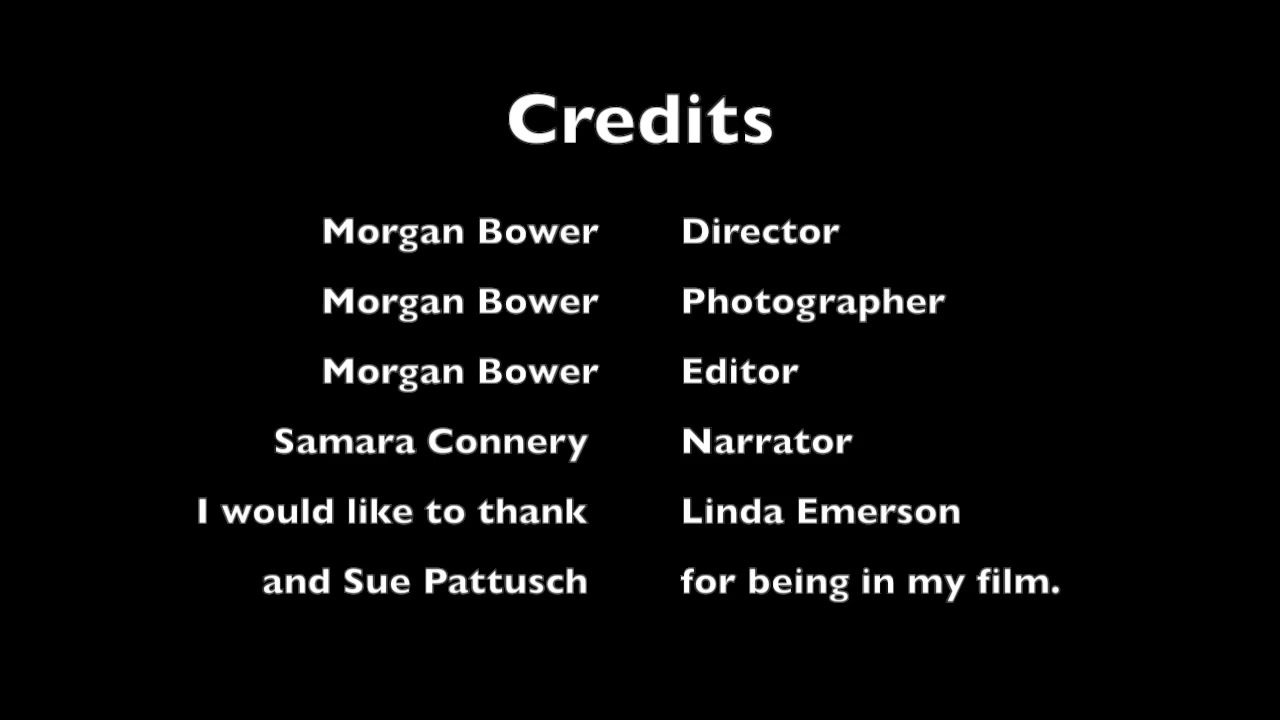 Credits
Morgan Bower Director
Morgan Bower Photographer
Morgan Bower Editor
Samara Connery Narrator
I would like to thank Linda Emerson
and Sue Pattusch for being in my film.